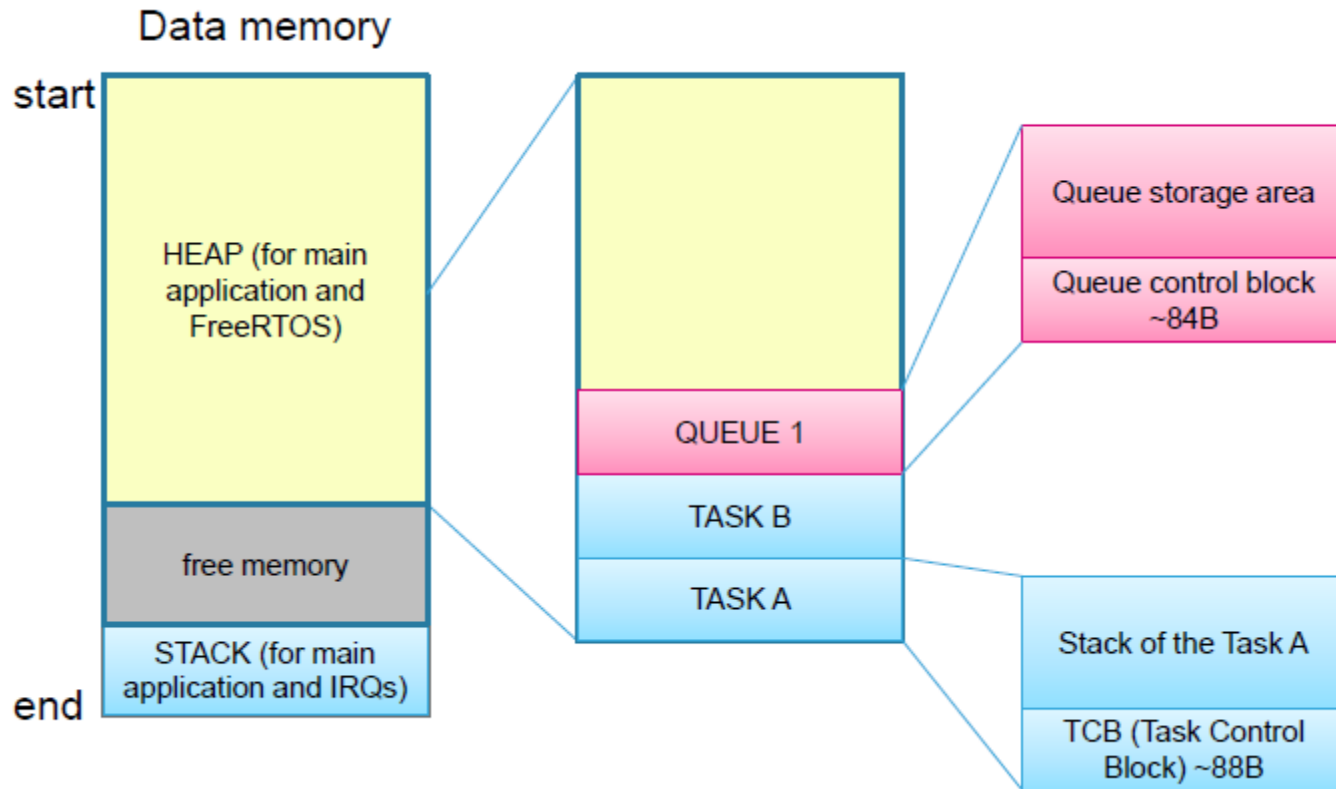 Data memory
start
HEAP (for main
application and
FreeRTOS)
free memory
STACK (for main
application and IRQs)
end
QUEUE 1
TASK B
TASK A
Queue storage area
Queue control block
~84B
Stack of the Task A
TCB (Task Control
Block) ~88B